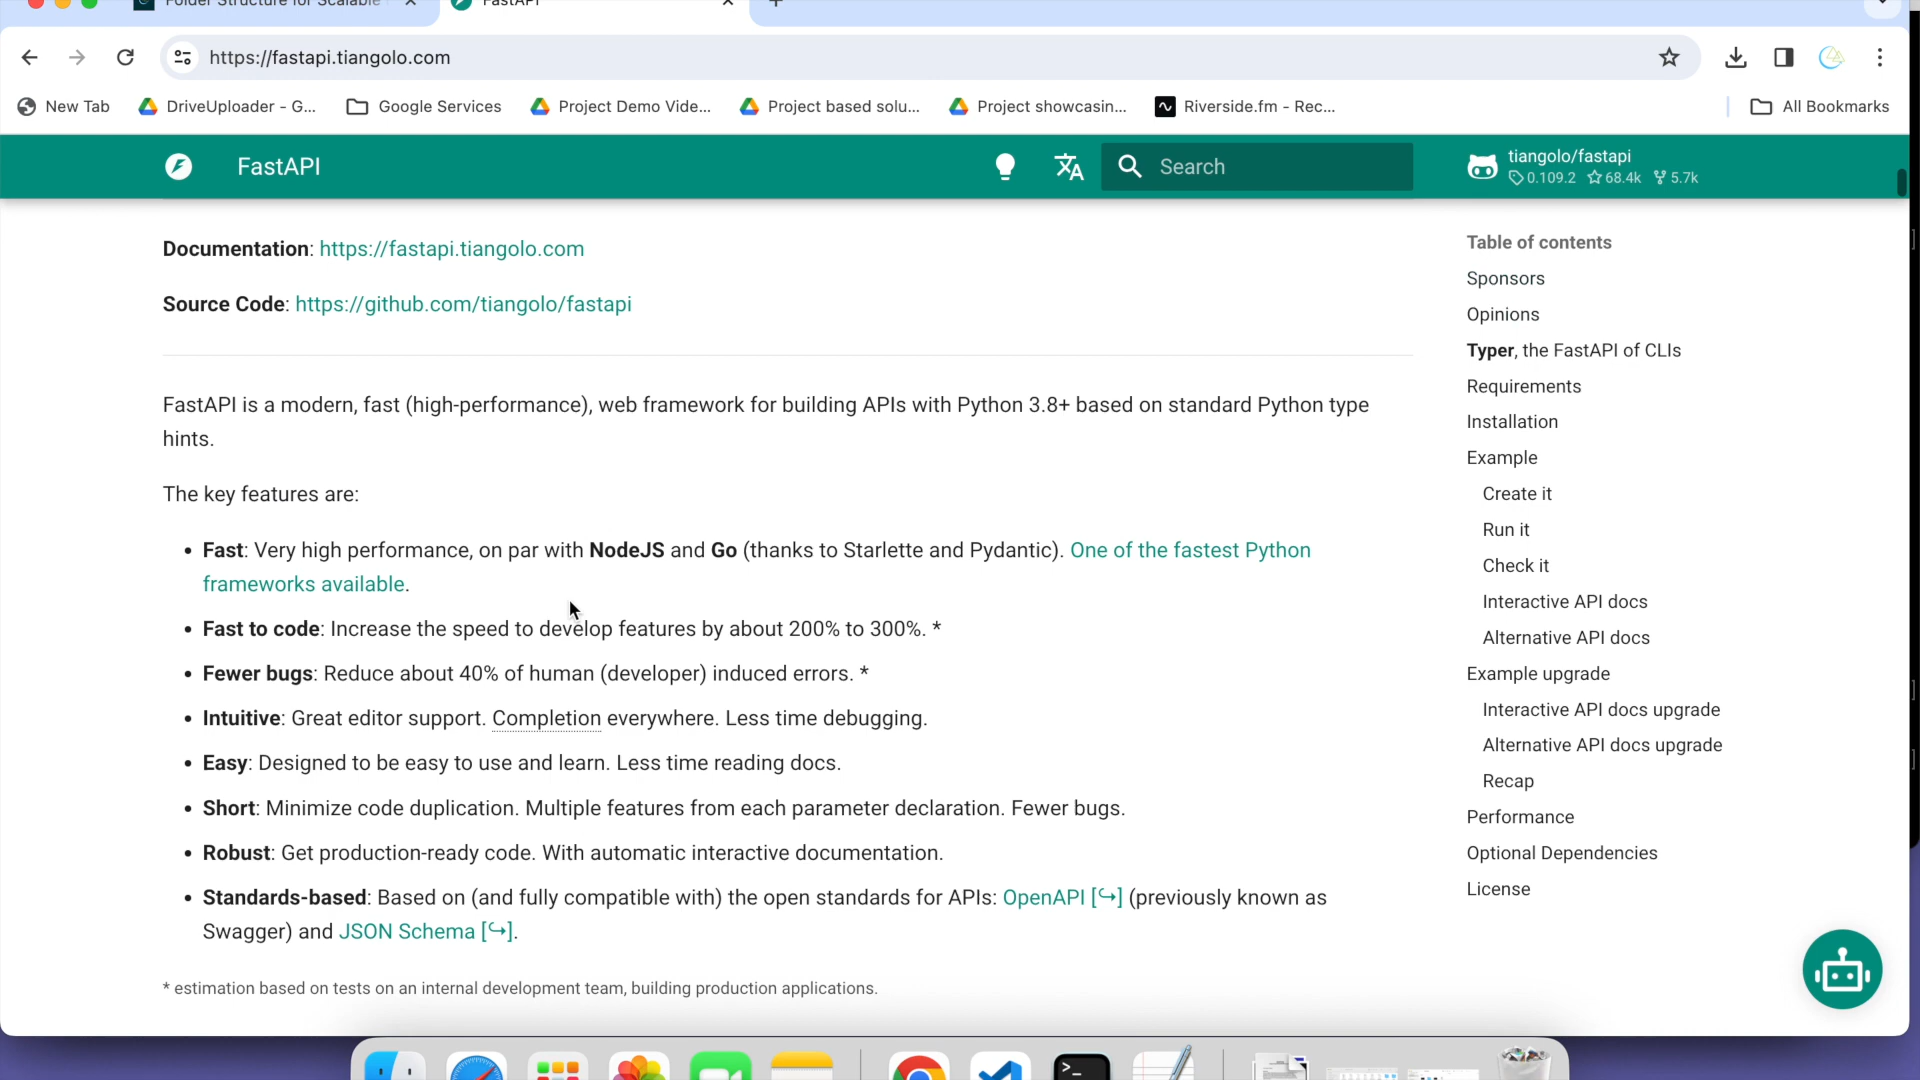 Folder Structure for Scalable
FastAPI
https://fastapi.tiangolo.com
New Tab
DriveUploader - G...
Google Services
Project Demo Vide...
Project based solu...
Project showcasin...
Riverside.fm - Rec...
All Bookmarks
FastAPI
Search
tiangolo/fastapi
0.109.2 68.4k 5.7k
Documentation: https://fastapi.tiangolo.com
Source Code: https://github.com/tiangolo/fastapi
FastAPI is a modern, fast (high-performance), web framework for building APIs with Python 3.8+ based on standard Python type
hints.
The key features are:
• Fast: Very high performance, on par with NodeJS and Go (thanks to Starlette and Pydantic). One of the fastest Python
frameworks available.
• Fast to code: Increase the speed to develop features by about 200% to 300%. *
• Fewer bugs: Reduce about 40% of human (developer) induced errors. *
• Intuitive: Great editor support. Completion everywhere. Less time debugging.
• Easy: Designed to be easy to use and learn. Less time reading docs.
• Short: Minimize code duplication. Multiple features from each parameter declaration. Fewer bugs.
• Robust: Get production-ready code. With automatic interactive documentation.
• Standards-based: Based on (and fully compatible with) the open standards for APIs: OpenAPI [↪] (previously known as
Swagger) and JSON Schema [↪].
* estimation based on tests on an internal development team, building production applications.
Table of contents
Sponsors
Opinions
Typer, the FastAPI of CLIs
Requirements
Installation
Example
Create it
Run it
Check it
Interactive API docs
Alternative API docs
Example upgrade
Interactive API docs upgrade
Alternative API docs upgrade
Recap
Performance
Optional Dependencies
License